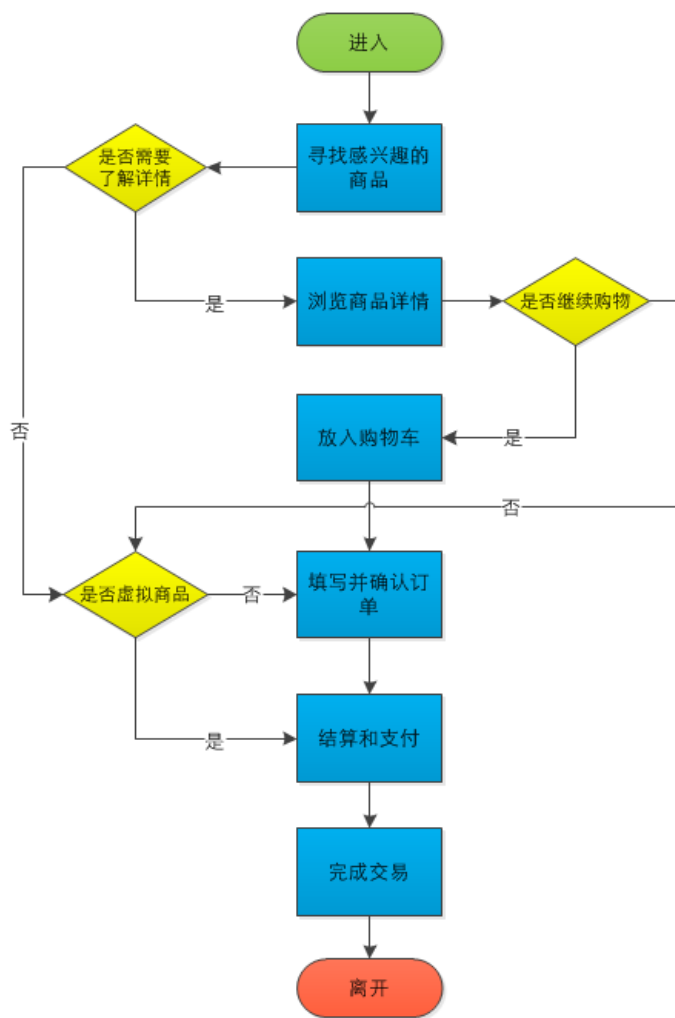 进入
是否需要
了解详情
寻找感兴趣的
商品
是
浏览商品详情
是否继续购物
否
放入购物车
是
否
是否虚拟商品
否
填写并确认订
单
是
结算和支付
完成交易
离开